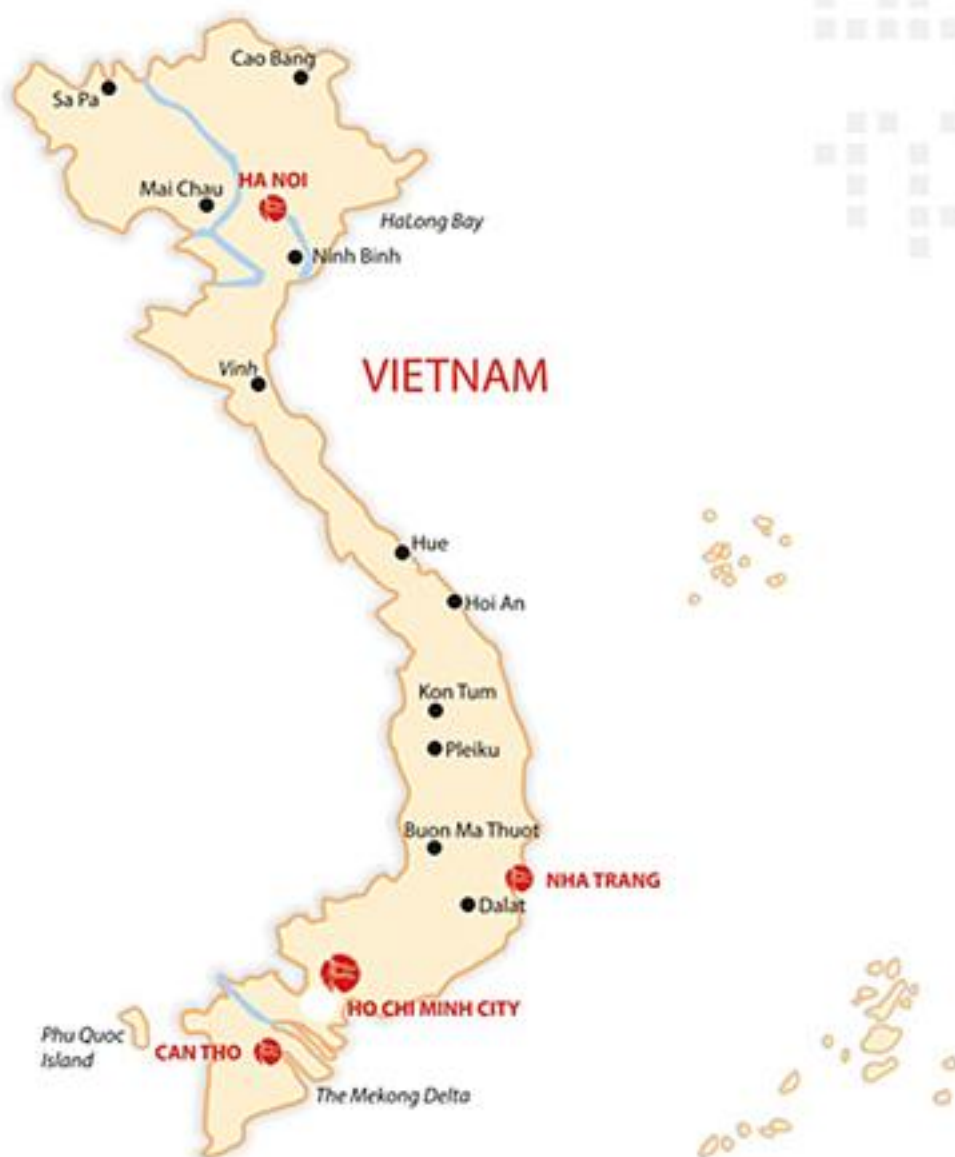 Cao Bang
Sa Pa
Mai Chau
HA NOI
HaLong Bay
Ninh Binh
Vinh
VIETNAM
Hue
Hoi An
Kon Tum
Pleiku
Buon Ma Thuot
NHA TRANG
Dalat
HO CHI MINH CITY
Phu Quoc
Island
CAN THO
The Mekong Delta